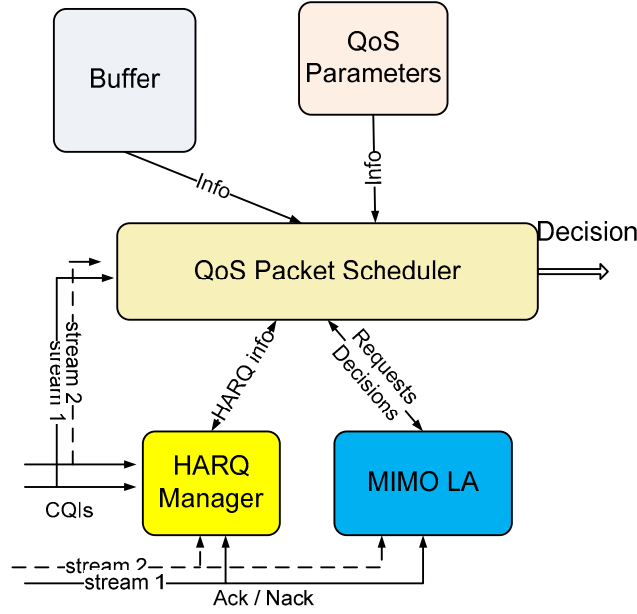 Buffer
QoS
Parameters
Info
Info
Decision
QoS Packet Scheduler
stream 2
stream 1
HARQ info
Requests
Decisions
HARQ
Manager
MIMO LA
CQIs
stream 2
stream 1
Ack / Nack